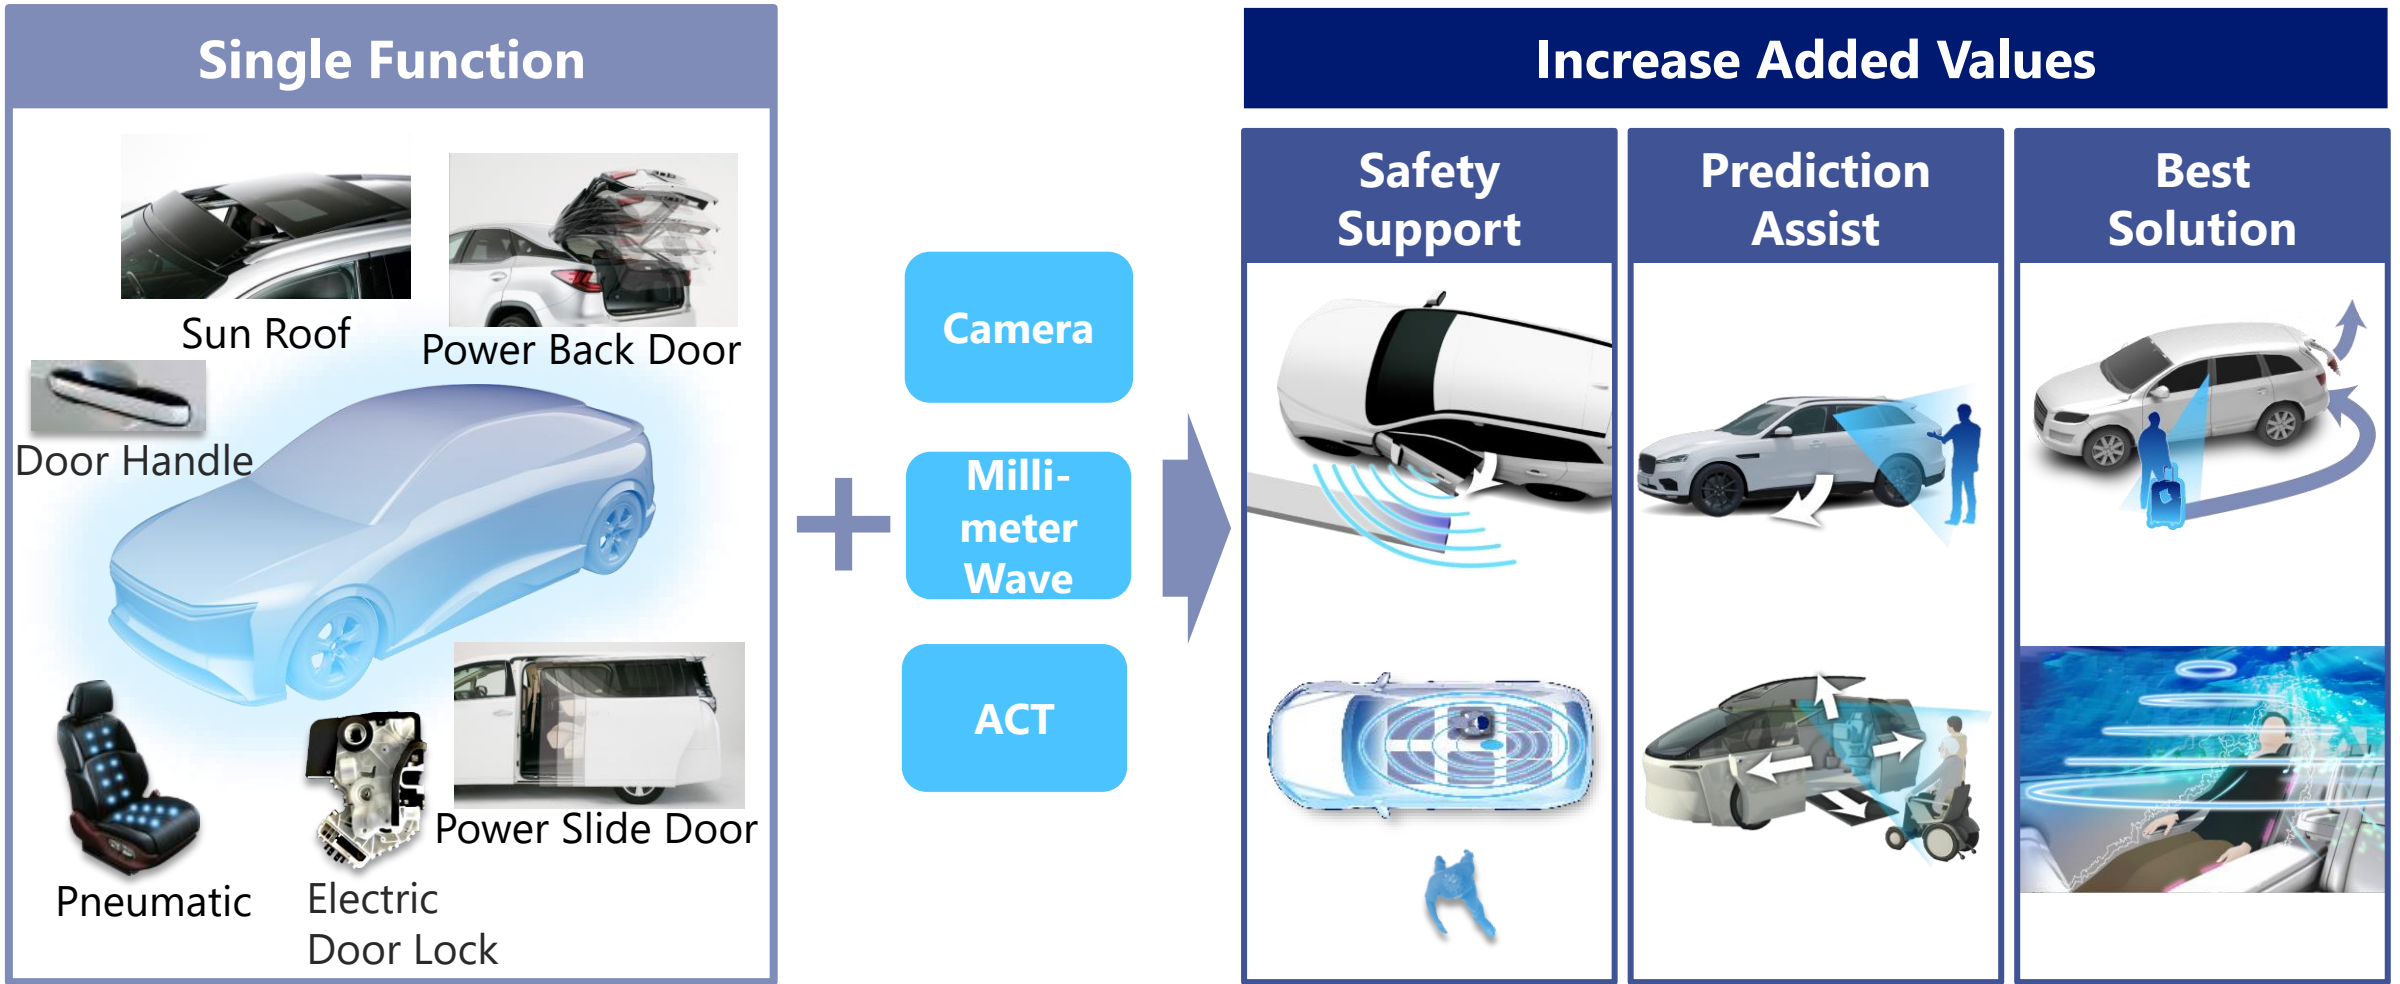 Single Function
Sun Roof
Power Back Door
Door Handle
Power Slide Door
Pneumatic
Electric
Door Lock
Camera
Milli-
meter
Wave
ACT
Increase Added Values
Safety
Support
Prediction
Assist
Best
Solution